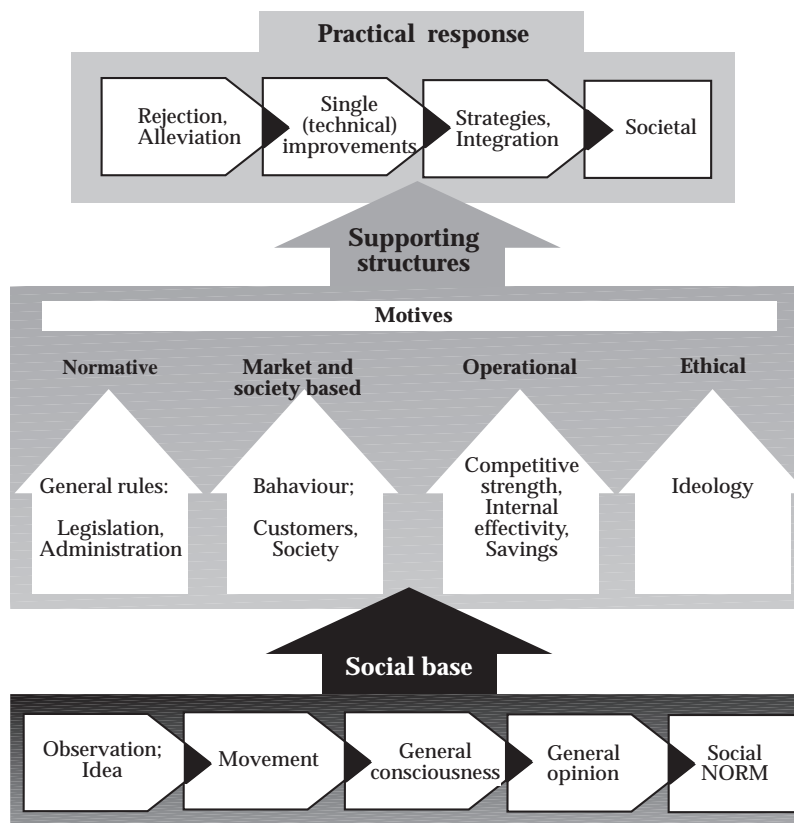 Practical response
Rejection,
Alleviation
Single
(technical)
improvements
Strategies,
Integration
Societal
Supporting
structures
Motives
Normative
Market and
society based
Operational
Ethical
General rules:
Legislation,
Administration
Bahaviour;
Customers,
Society
Competitive
strength,
Internal
effectivity,
Savings
Ideology
Social base
Observation;
Idea
Movement
General
consciousness
General
opinion
Social
NORM